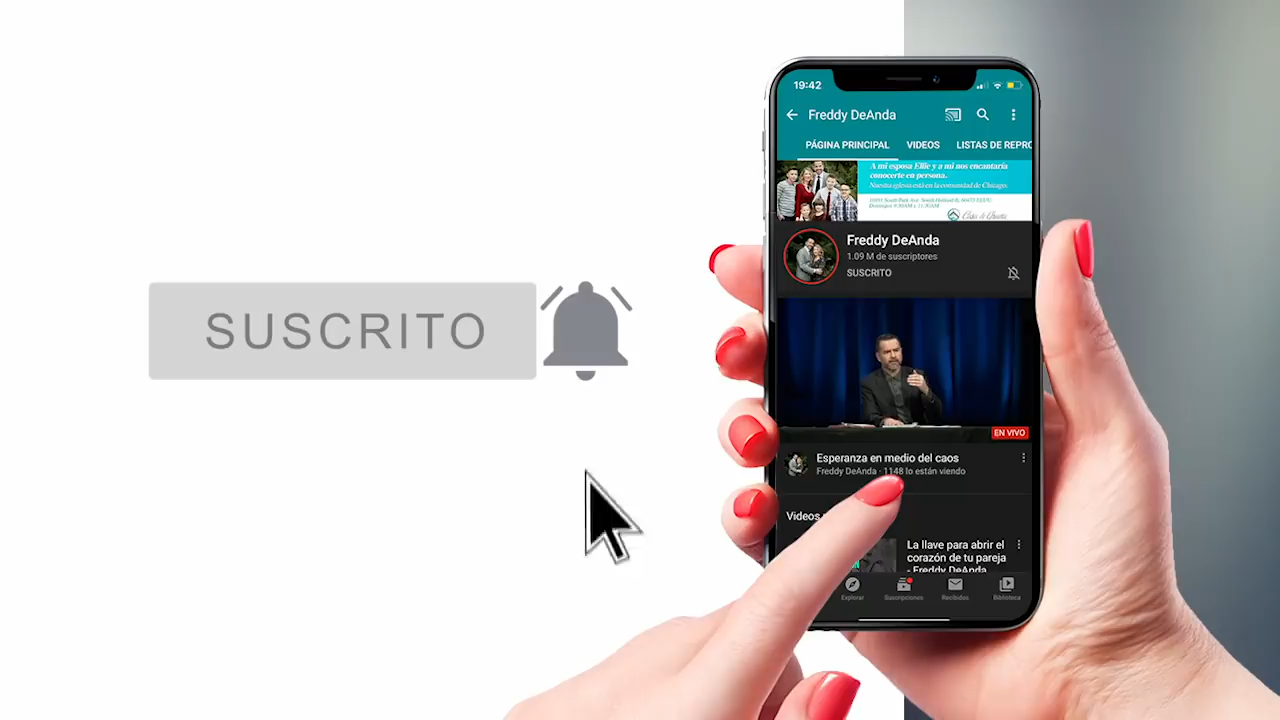 SUSCRITO
19:42
Freddy DeAnda
PÁGINA PRINCIPAL VIDEOS LISTAS DE REPRO
A mi esposa Ellie y a mi nos encantaría
conocerte en persona.
Nuestra iglesia está en la comunidad de Chicago.
Freddy DeAnda
1.09 M de suscriptores
SUSCRITO
EN VIVO
Esperanza en medio del caos
Freddy DeAnda · 1148 lo están viendo
Videos
La llave para abrir el
corazón de tu pareja
- Freddy DeAnda
Explorar Suscripciones Recibidos Biblioteca